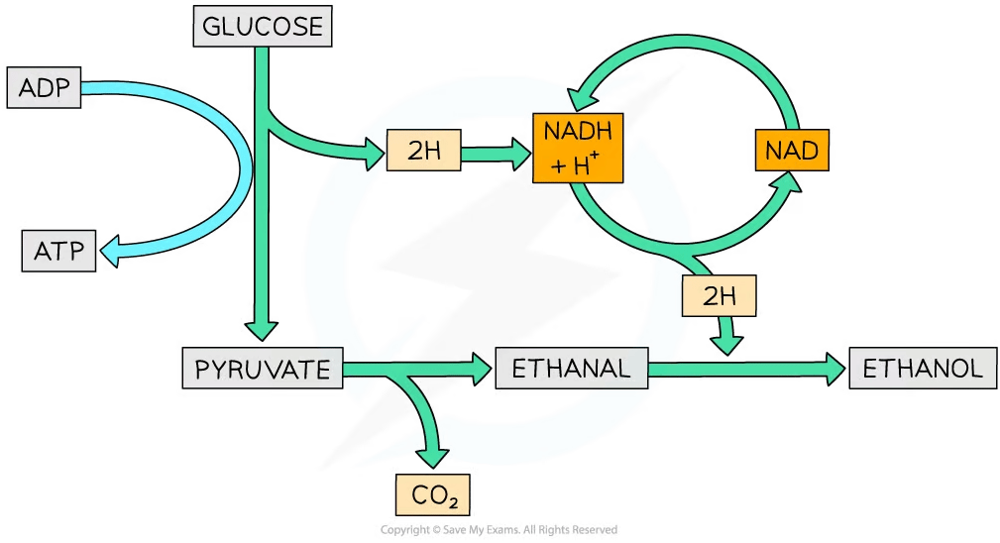 GLUCOSE
ADP
2H
NADH
+ H⁺
NAD
ATP
2H
PYRUVATE
ETHANAL
ETHANOL
CO₂
Copyright © Save My Exams. All Rights Reserved